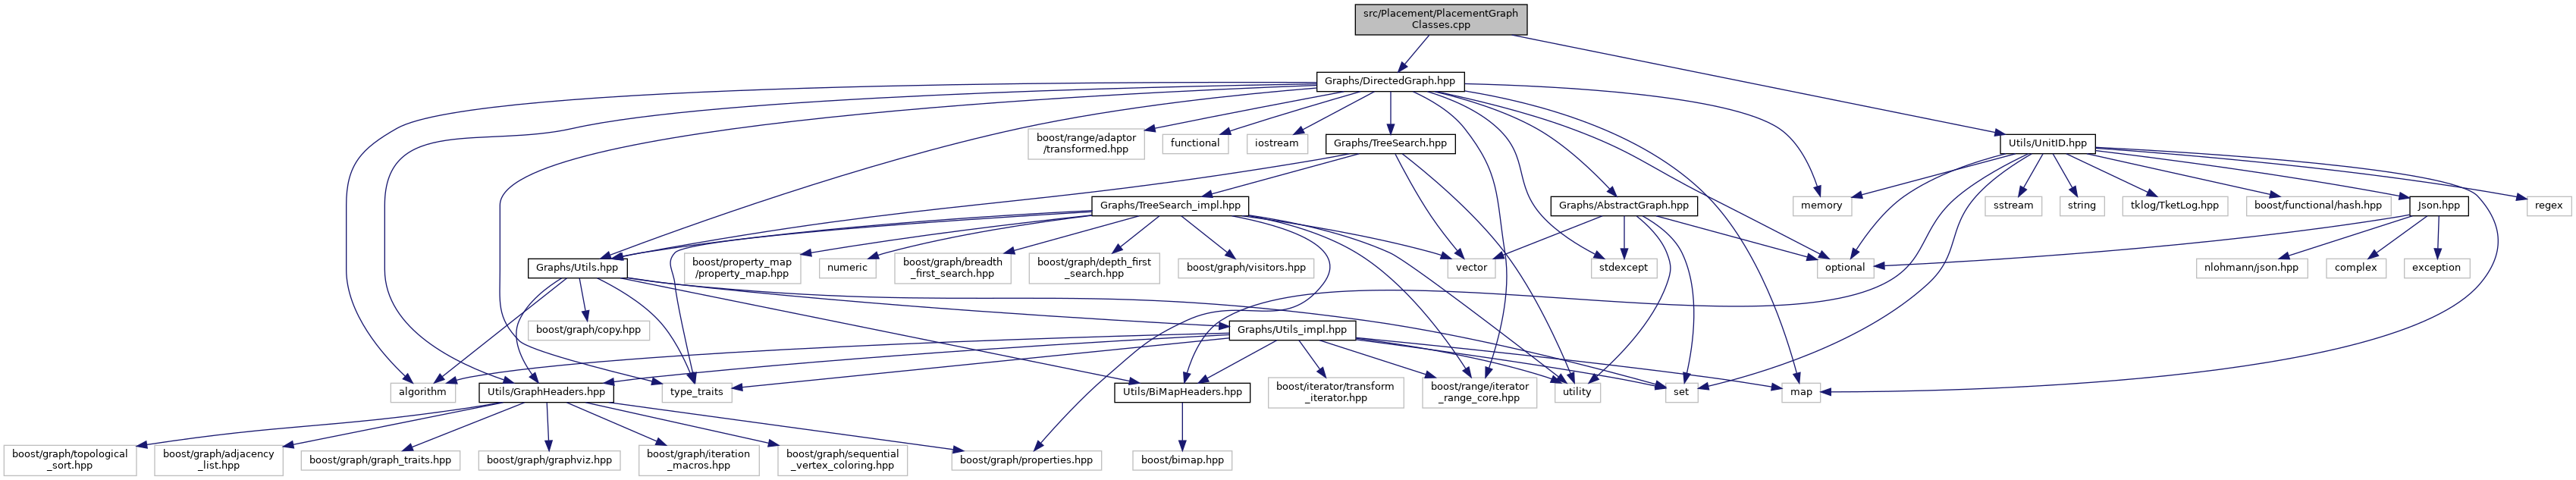 src/Placement/PlacementGraph
Classes.cpp
Graphs/DirectedGraph.hpp
boost/range/adaptor
/transformed.hpp
functional
iostream
Graphs/TreeSearch.hpp
Utils/UnitID.hpp
Graphs/TreeSearch_impl.hpp
Graphs/AbstractGraph.hpp
memory
sstream
string
tklog/TketLog.hpp
boost/functional/hash.hpp
Json.hpp
regex
Graphs/Utils.hpp
boost/property_map
/property_map.hpp
numeric
boost/graph/breadth
_first_search.hpp
boost/graph/depth_first
_search.hpp
boost/graph/visitors.hpp
vector
stdexcept
optional
nlohmann/json.hpp
complex
exception
boost/graph/copy.hpp
Graphs/Utils_impl.hpp
algorithm
Utils/GraphHeaders.hpp
type_traits
Utils/BiMapHeaders.hpp
boost/iterator/transform
_iterator.hpp
boost/range/iterator
_range_core.hpp
utility
set
map
boost/graph/topological
_sort.hpp
boost/graph/adjacency
_list.hpp
boost/graph/graph_traits.hpp
boost/graph/graphviz.hpp
boost/graph/iteration
_macros.hpp
boost/graph/sequential
_vertex_coloring.hpp
boost/graph/properties.hpp
boost/bimap.hpp